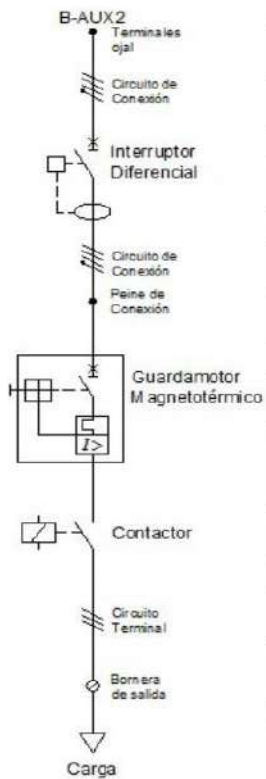 B-AUX2
Terminales
ojal
Circuito de
Conexión
Interruptor
Diferencial
Circuito de
Conexión
Peine de
Conexión
Guardamotor
Magnetotérmico
I>
Contactor
Circuito
Terminal
Bornera
de salida
Carga